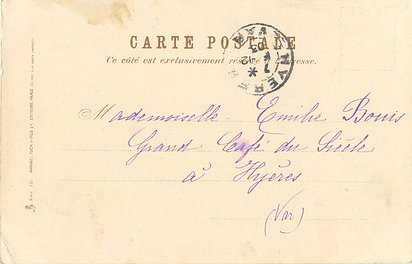 CARTE POSTALE
Ce côté est exclusivement réservé à l'adresse.
Mademoiselle Emilie Bouis
Grand Café du Siècle
à Hyères
(Var)